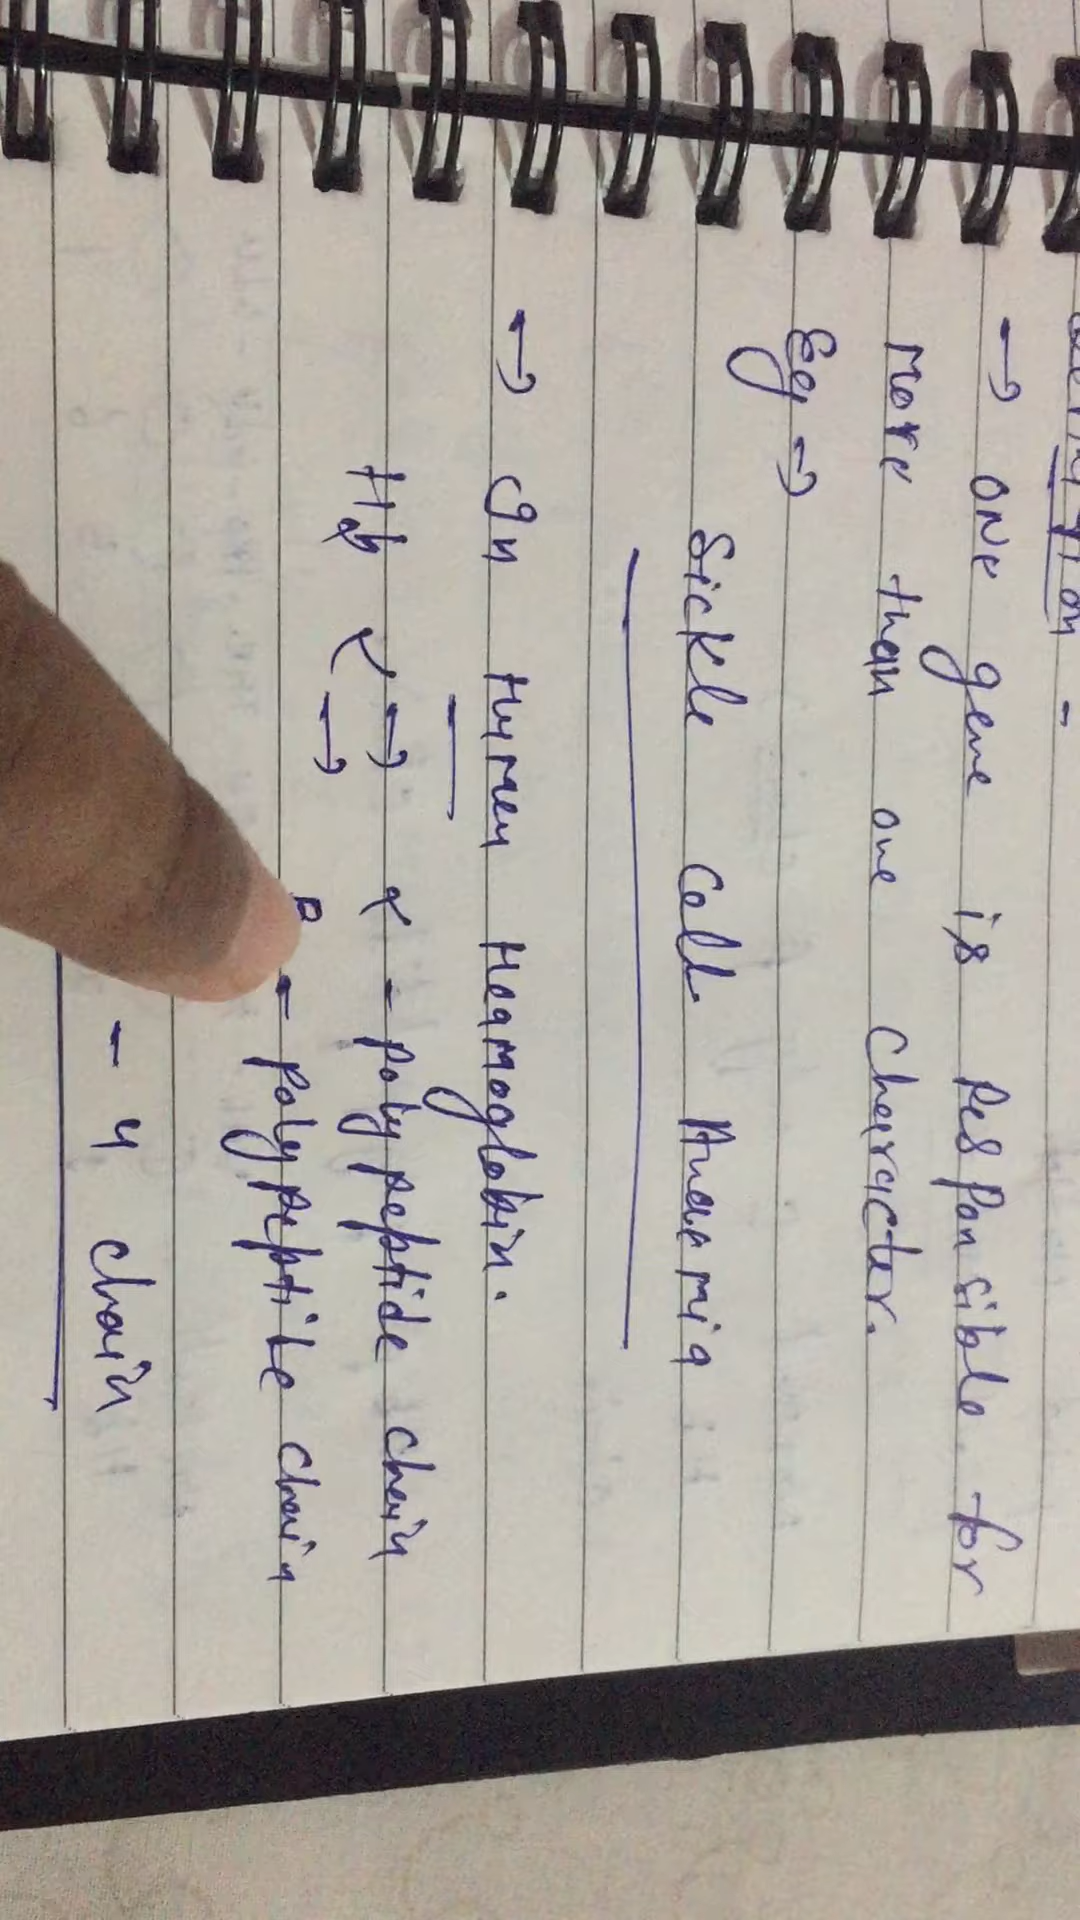 → One gene is Responsible for
More than one Character.
Eg →
Sickle Cell Anaemia
→ In Human Heamoglobin.
Hb → α - polypeptide chain
→ β - polypeptide chain
- 4 chain